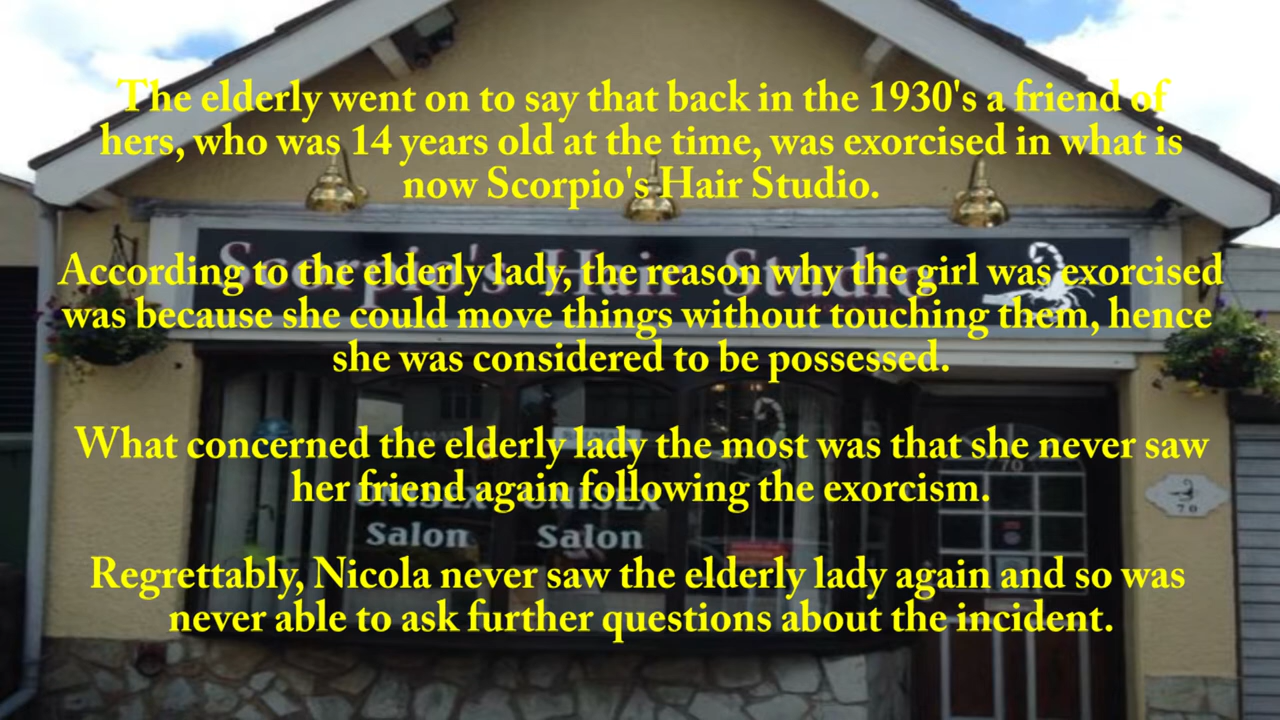 The elderly went on to say that back in the 1930's a friend of
hers, who was 14 years old at the time, was exorcised in what is
now Scorpio's Hair Studio.
Scorpio's Hair Studio
According to the elderly lady, the reason why the girl was exorcised
was because she could move things without touching them, hence
she was considered to be possessed.
What concerned the elderly lady the most was that she never saw
her friend again following the exorcism.
70
UNISEX UNISEX
Salon Salon
70
Regrettably, Nicola never saw the elderly lady again and so was
never able to ask further questions about the incident.